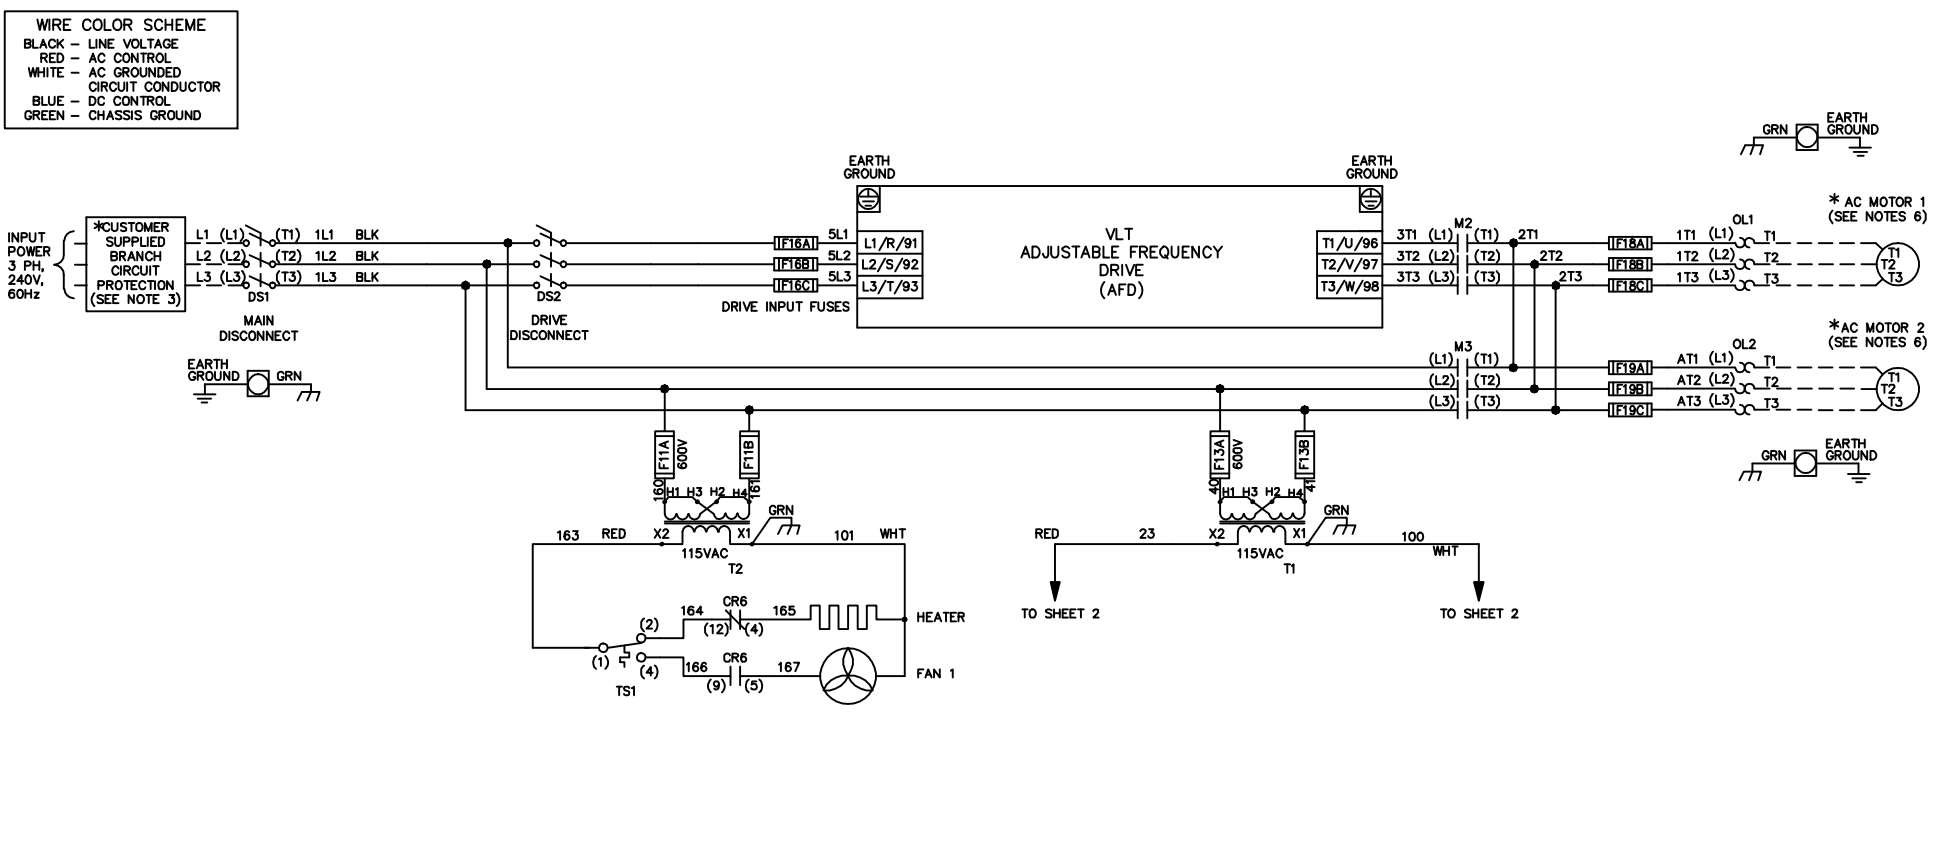 WIRE COLOR SCHEME
BLACK – LINE VOLTAGE
RED – AC CONTROL
WHITE – AC GROUNDED
CIRCUIT CONDUCTOR
BLUE – DC CONTROL
GREEN – CHASSIS GROUND
GRN
EARTH
GROUND
INPUT
POWER
3 PH,
240V,
60Hz
*CUSTOMER
SUPPLIED
BRANCH
CIRCUIT
PROTECTION
(SEE NOTE 3)
L1 (L1) (T1) 1L1 BLK
L2 (L2) (T2) 1L2 BLK
L3 (L3) (T3) 1L3 BLK
DS1
MAIN
DISCONNECT
DS2
DRIVE
DISCONNECT
F16A 5L1
F16B 5L2
F16C 5L3
DRIVE INPUT FUSES
EARTH
GROUND
L1/R/91
L2/S/92
L3/T/93
VLT
ADJUSTABLE FREQUENCY
DRIVE
(AFD)
EARTH
GROUND
T1/U/96
T2/V/97
T3/W/98
M2
3T1 (L1) (T1) 2T1
3T2 (L2) (T2) 2T2
3T3 (L3) (T3) 2T3
F18A 1T1 (L1) T1
F18B 1T2 (L2) T2
F18C 1T3 (L3) T3
OL1
* AC MOTOR 1
(SEE NOTES 6)
T1
T2
T3
EARTH
GROUND
GRN
M3
(L1) (T1)
(L2) (T2)
(L3) (T3)
F19A AT1 (L1) T1
F19B AT2 (L2) T2
F19C AT3 (L3) T3
OL2
*AC MOTOR 2
(SEE NOTES 6)
T1
T2
T3
GRN
EARTH
GROUND
F11A
600V
F11B
160
161
H1 H3 H2 H4
GRN
163 RED X2 X1 101 WHT
115VAC
T2
F13A
600V
F13B
40
41
H1 H3 H2 H4
GRN
RED 23 X2 X1 100
WHT
115VAC
T1
TO SHEET 2
TO SHEET 2
164 CR6 165
(12) (4)
HEATER
(2)
(1)
(4)
TS1
166 CR6 167
(9) (5)
FAN 1